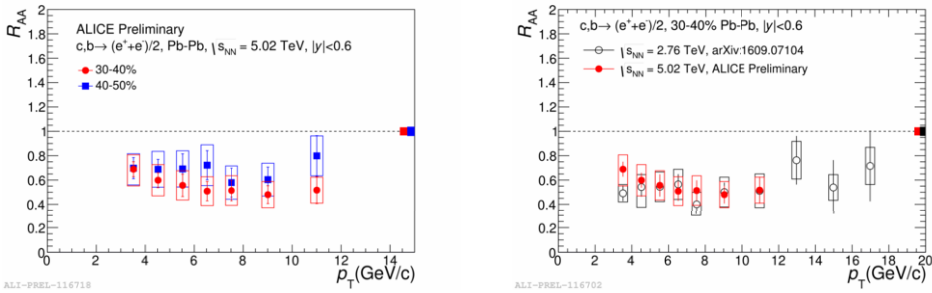 R_AA
ALICE Preliminary
c,b→ (e⁺+e⁻)/2, Pb-Pb, √s_NN = 5.02 TeV, |y|<0.6
30-40%
40-50%
2
1.8
1.6
1.4
1.2
1
0.8
0.6
0.4
0.2
0
0 2 4 6 8 10 12 14
p_T(GeV/c)
ALI-PREL-116718
R_AA
c,b→ (e⁺+e⁻)/2, 30-40% Pb-Pb, |y|<0.6
√s_NN = 2.76 TeV, arXiv:1609.07104
√s_NN = 5.02 TeV, ALICE Preliminary
2
1.8
1.6
1.4
1.2
1
0.8
0.6
0.4
0.2
0
0 2 4 6 8 10 12 14 16 18 20
p_T(GeV/c)
ALI-PREL-116702